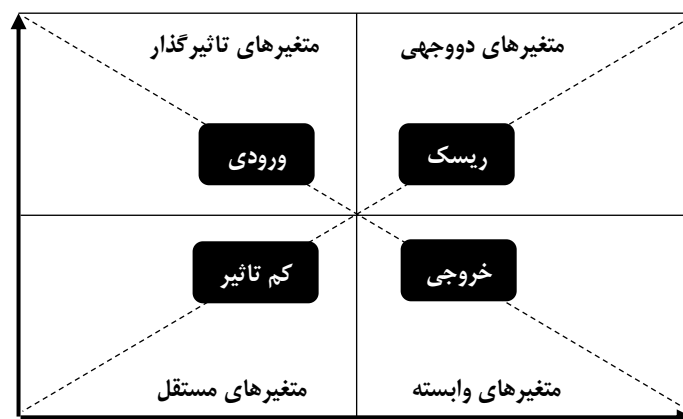 متغیرهای دووجهی
متغیرهای تاثیرگذار
ریسک
ورودی
خروجی
کم تاثیر
متغیرهای وابسته
متغیرهای مستقل